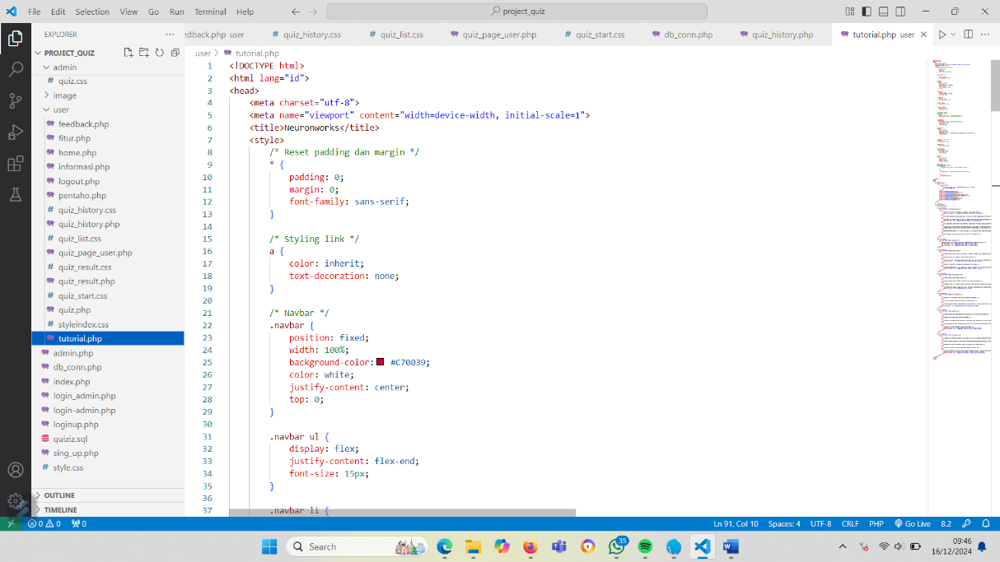 File Edit Selection View Go Run Terminal Help
project_quiz
EXPLORER
PROJECT_QUIZ
admin
# quiz.css
image
user
feedback.php
fitur.php
home.php
informasi.php
logout.php
pentaho.php
# quiz_history.css
quiz_history.php
# quiz_list.css
quiz_page_user.php
# quiz_result.css
quiz_result.php
# quiz_start.css
quiz.php
# styleindex.css
tutorial.php
admin.php
db_conn.php
index.php
login_admin.php
login-admin.php
loginup.php
quiziz.sql
sing_up.php
# style.css
OUTLINE
TIMELINE
edback.php user # quiz_history.css # quiz_list.css quiz_page_user.php # quiz_start.css db_conn.php quiz_history.php tutorial.php user
user > tutorial.php
1 <!DOCTYPE html>
2 <html lang="id">
3 <head>
4 <meta charset="utf-8">
5 <meta name="viewport" content="width=device-width, initial-scale=1">
6 <title>Neuronworks</title>
7 <style>
8 /* Reset padding dan margin */
9 * {
10 padding: 0;
11 margin: 0;
12 font-family: sans-serif;
13 }
14
15 /* Styling link */
16 a {
17 color: inherit;
18 text-decoration: none;
19 }
20
21 /* Navbar */
22 .navbar {
23 position: fixed;
24 width: 100%;
25 background-color: #C70039;
26 color: white;
27 justify-content: center;
28 top: 0;
29 }
30
31 .navbar ul {
32 display: flex;
33 justify-content: flex-end;
34 font-size: 15px;
35 }
36
37 .navbar li {
0 0 0 Ln 91, Col 10 Spaces: 4 UTF-8 CRLF PHP Go Live 8.2
Search
35
09:46
16/12/2024